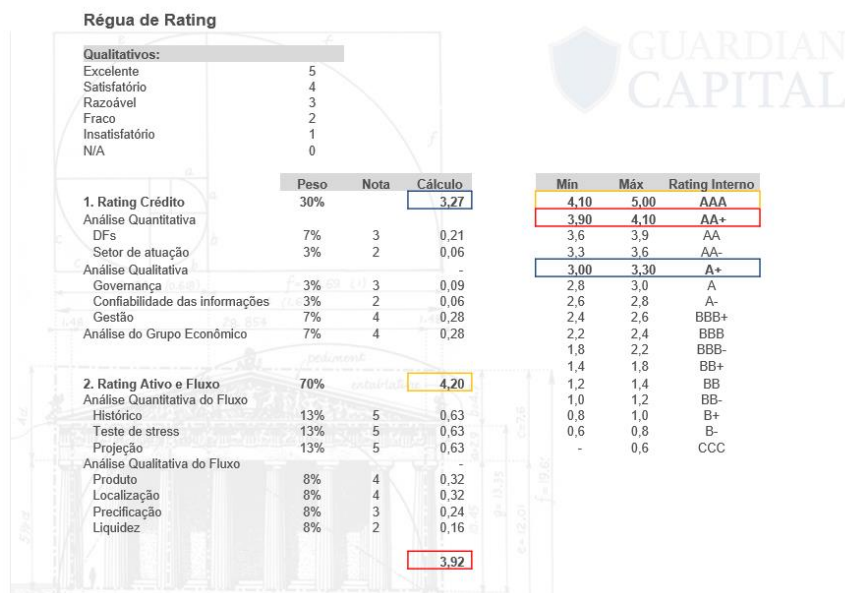 Régua de Rating
GUARDIAN
CAPITAL
Qualitativos:
Excelente 5
Satisfatório 4
Razoável 3
Fraco 2
Insatisfatório 1
N/A 0
Peso Nota Cálculo
1. Rating Crédito 30% 3,27
Análise Quantitativa
DFs 7% 3 0,21
Setor de atuação 3% 2 0,06
Análise Qualitativa -
Governança 3% 3 0,09
Confiabilidade das informações 3% 2 0,06
Gestão 7% 4 0,28
Análise do Grupo Econômico 7% 4 0,28
2. Rating Ativo e Fluxo 70% 4,20
Análise Quantitativa do Fluxo
Histórico 13% 5 0,63
Teste de stress 13% 5 0,63
Projeção 13% 5 0,63
Análise Qualitativa do Fluxo -
Produto 8% 4 0,32
Localização 8% 4 0,32
Precificação 8% 3 0,24
Liquidez 8% 2 0,16
3,92
Mín Máx Rating Interno
4,10 5,00 AAA
3,90 4,10 AA+
3,6 3,9 AA
3,3 3,6 AA-
3,00 3,30 A+
2,8 3,0 A
2,6 2,8 A-
2,4 2,6 BBB+
2,2 2,4 BBB
1,8 2,2 BBB-
1,4 1,8 BB+
1,2 1,4 BB
1,0 1,2 BB-
0,8 1,0 B+
0,6 0,8 B-
- 0,6 CCC
pediment
entablature